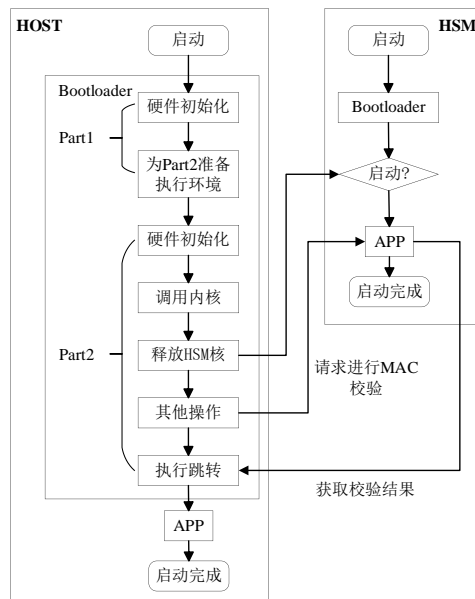 HOST
启动
Bootloader
硬件初始化
Part1
为Part2准备
执行环境
硬件初始化
调用内核
Part2
释放HSM核
其他操作
执行跳转
APP
启动完成
HSM
启动
Bootloader
启动?
APP
启动完成
请求进行MAC
校验
获取校验结果